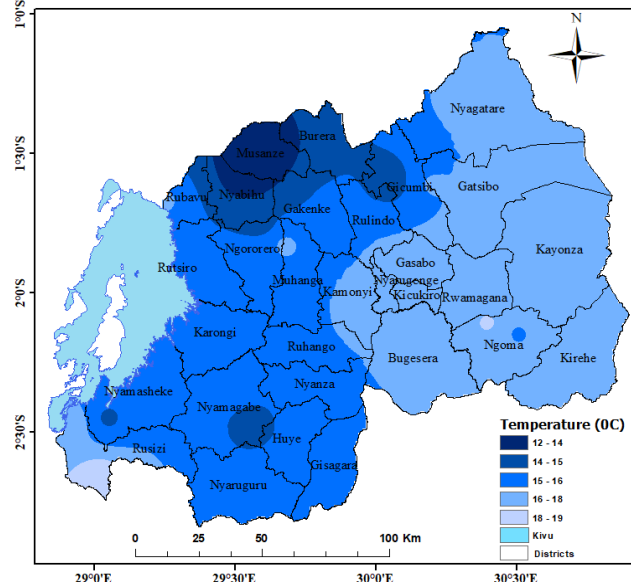 1°0'S
N
Nyagatare
Burera
Musanze
1°30'S
Gicumbi
Gatsibo
Rubavu
Nyabihu
Gakenke
Rulindo
Ngororero
Kayonza
Gasabo
Rutsiro
Muhanga
Nyarugenge
Kamonyi
Kicukiro
Rwamagana
2°0'S
Karongi
Ruhango
Bugesera
Ngoma
Kirehe
Nyamasheke
Nyanza
Nyamagabe
2°30'S
Huye
Rusizi
Gisagara
Nyaruguru
Temperature (0C)
12 - 14
14 - 15
15 - 16
16 - 18
18 - 19
Kivu
Districts
0 25 50 100 Km
29°0'E 29°30'E 30°0'E 30°30'E